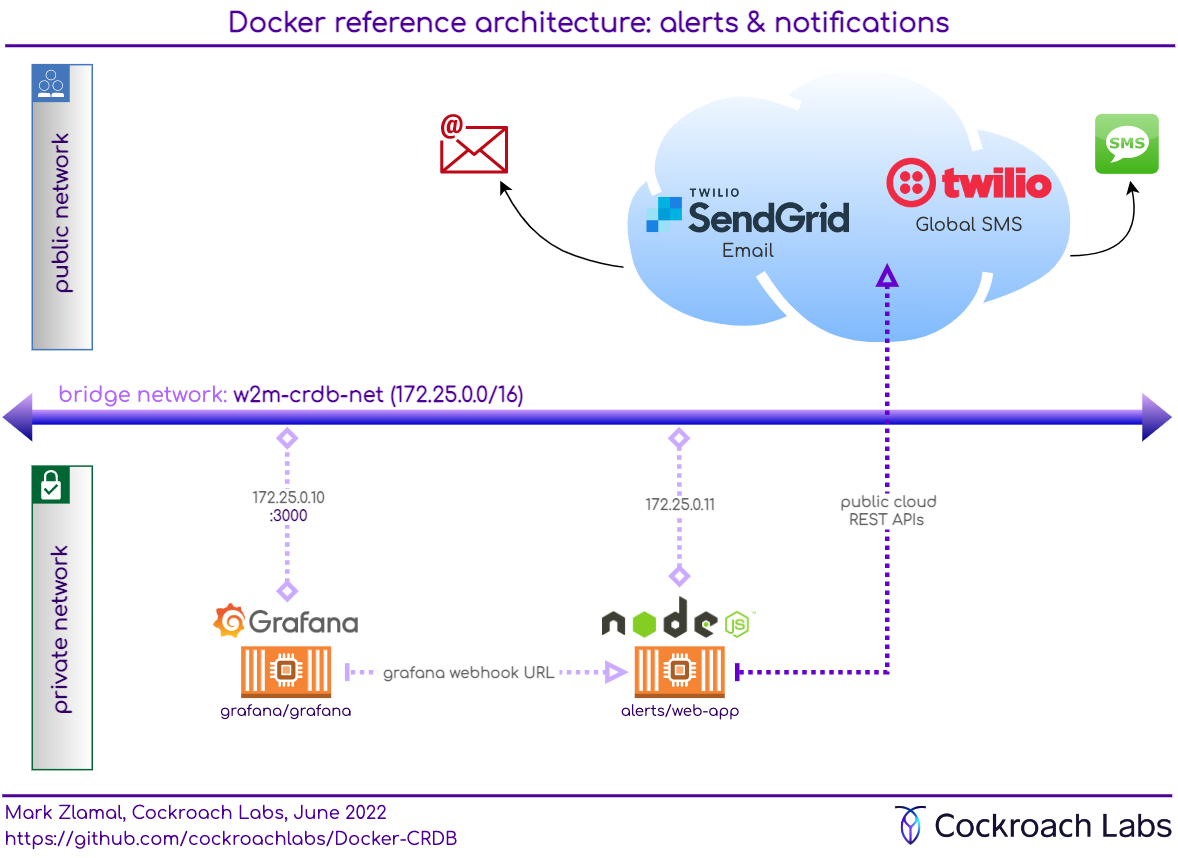 Docker reference architecture: alerts & notifications
public network
@
SMS
TWILIO
SendGrid
Email
twilio
Global SMS
bridge network: w2m-crdb-net (172.25.0.0/16)
private network
172.25.0.10
:3000
172.25.0.11
public cloud
REST APIs
Grafana
node
JS
™
grafana webhook URL
grafana/grafana
alerts/web-app
Mark Zlamal, Cockroach Labs, June 2022
https://github.com/cockroachlabs/Docker-CRDB
Cockroach Labs